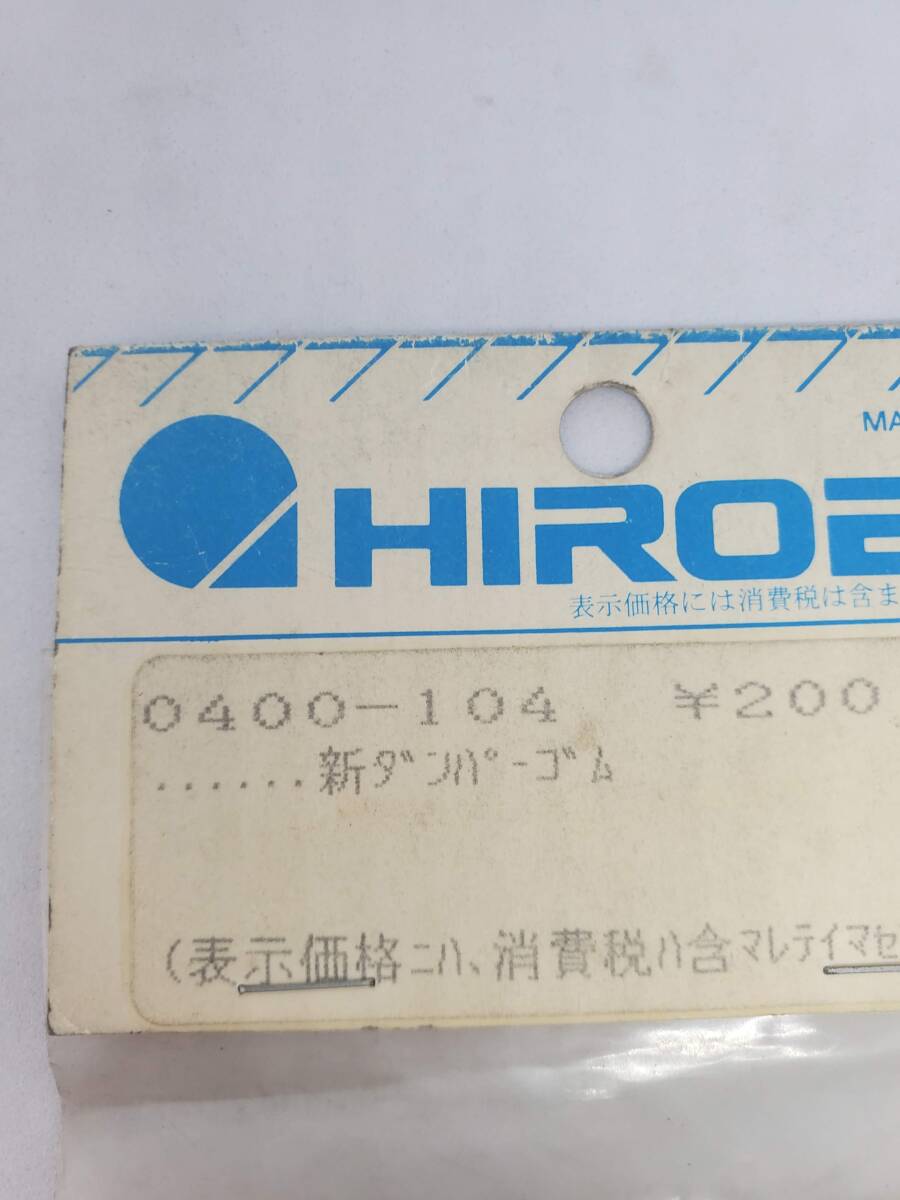 MA
HIROB
表示価格には消費税は含ま
0400-104 ¥200
......新ﾀﾞﾝﾊﾟｰｺﾞﾑ
(表示価格ﾆﾊ、消費税ﾊ含ﾏﾚﾃｲﾏｾ